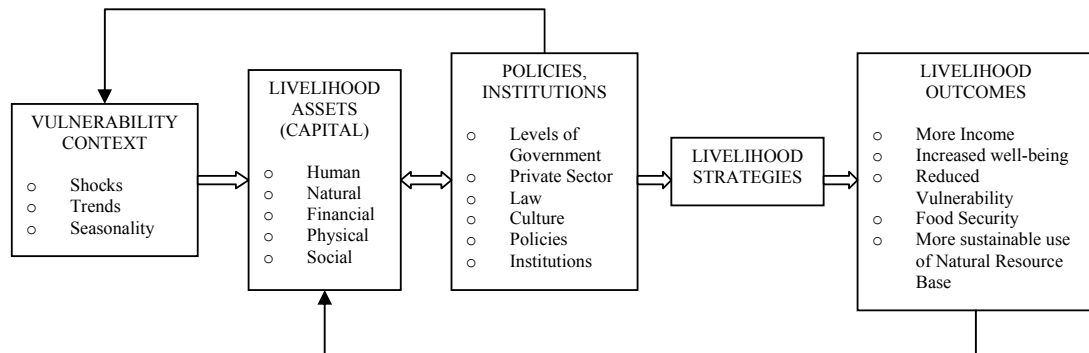 VULNERABILITY
CONTEXT
o Shocks
o Trends
o Seasonality
LIVELIHOOD
ASSETS
(CAPITAL)
o Human
o Natural
o Financial
o Physical
o Social
POLICIES,
INSTITUTIONS
o Levels of
Government
o Private Sector
o Law
o Culture
o Policies
o Institutions
LIVELIHOOD
STRATEGIES
LIVELIHOOD
OUTCOMES
o More Income
o Increased well-being
o Reduced
Vulnerability
o Food Security
o More sustainable use
of Natural Resource
Base